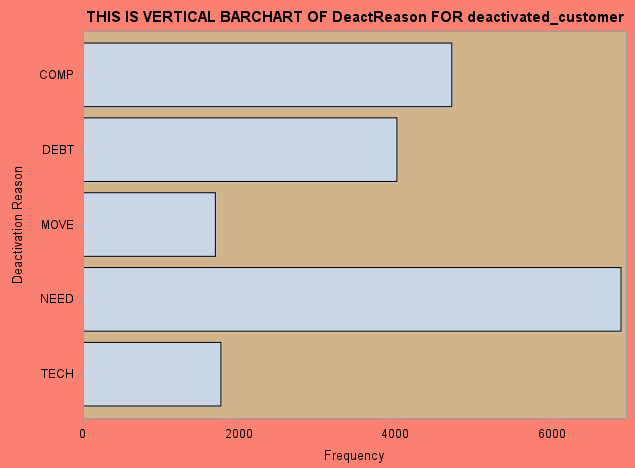 THIS IS VERTICAL BARCHART OF DeactReason FOR deactivated_customer
Deactivation Reason
COMP
DEBT
MOVE
NEED
TECH
0 2000 4000 6000
Frequency